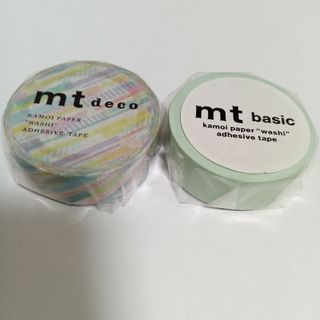 mt deco
KAMOI PAPER
"WASHI"
ADHESIVE TAPE
mt basic
kamoi paper "washi"
adhesive tape